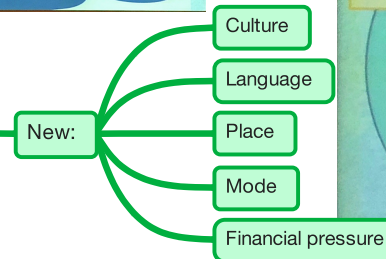 Culture
Language
New:
Place
Mode
Financial pressure